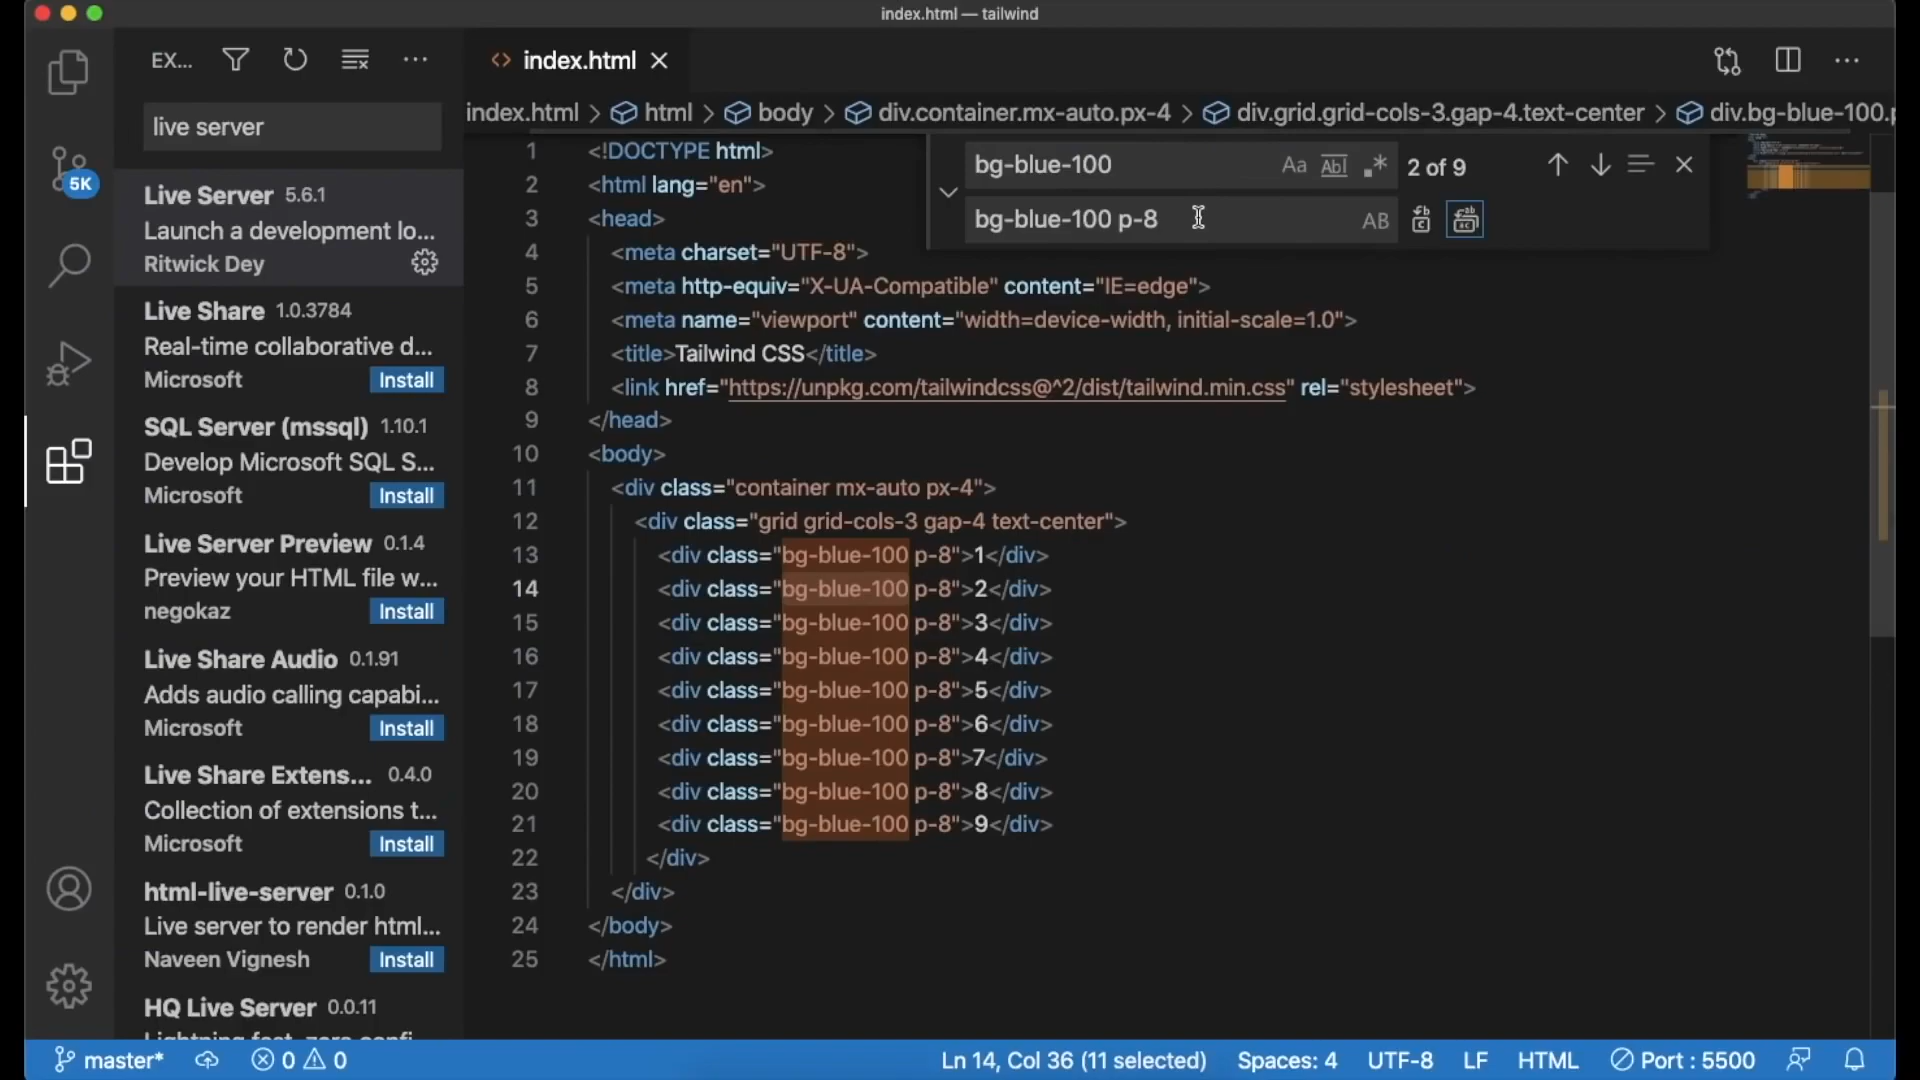 index.html — tailwind
EX...
live server
Live Server 5.6.1
Launch a development lo...
Ritwick Dey
Live Share 1.0.3784
Real-time collaborative d...
Microsoft Install
SQL Server (mssql) 1.10.1
Develop Microsoft SQL S...
Microsoft Install
Live Server Preview 0.1.4
Preview your HTML file w...
negokaz Install
Live Share Audio 0.1.91
Adds audio calling capabi...
Microsoft Install
Live Share Extens... 0.4.0
Collection of extensions t...
Microsoft Install
html-live-server 0.1.0
Live server to render html...
Naveen Vignesh Install
HQ Live Server 0.0.11
5K
index.html
index.html > html > body > div.container.mx-auto.px-4 > div.grid.grid-cols-3.gap-4.text-center > div.bg-blue-100.p
bg-blue-100 Aa Abl .* 2 of 9
bg-blue-100 p-8 AB
1 <!DOCTYPE html>
2 <html lang="en">
3 <head>
4 <meta charset="UTF-8">
5 <meta http-equiv="X-UA-Compatible" content="IE=edge">
6 <meta name="viewport" content="width=device-width, initial-scale=1.0">
7 <title>Tailwind CSS</title>
8 <link href="https://unpkg.com/tailwindcss@^2/dist/tailwind.min.css" rel="stylesheet">
9 </head>
10 <body>
11 <div class="container mx-auto px-4">
12 <div class="grid grid-cols-3 gap-4 text-center">
13 <div class="bg-blue-100 p-8">1</div>
14 <div class="bg-blue-100 p-8">2</div>
15 <div class="bg-blue-100 p-8">3</div>
16 <div class="bg-blue-100 p-8">4</div>
17 <div class="bg-blue-100 p-8">5</div>
18 <div class="bg-blue-100 p-8">6</div>
19 <div class="bg-blue-100 p-8">7</div>
20 <div class="bg-blue-100 p-8">8</div>
21 <div class="bg-blue-100 p-8">9</div>
22 </div>
23 </div>
24 </body>
25 </html>
master* 0 0 Ln 14, Col 36 (11 selected) Spaces: 4 UTF-8 LF HTML Port : 5500